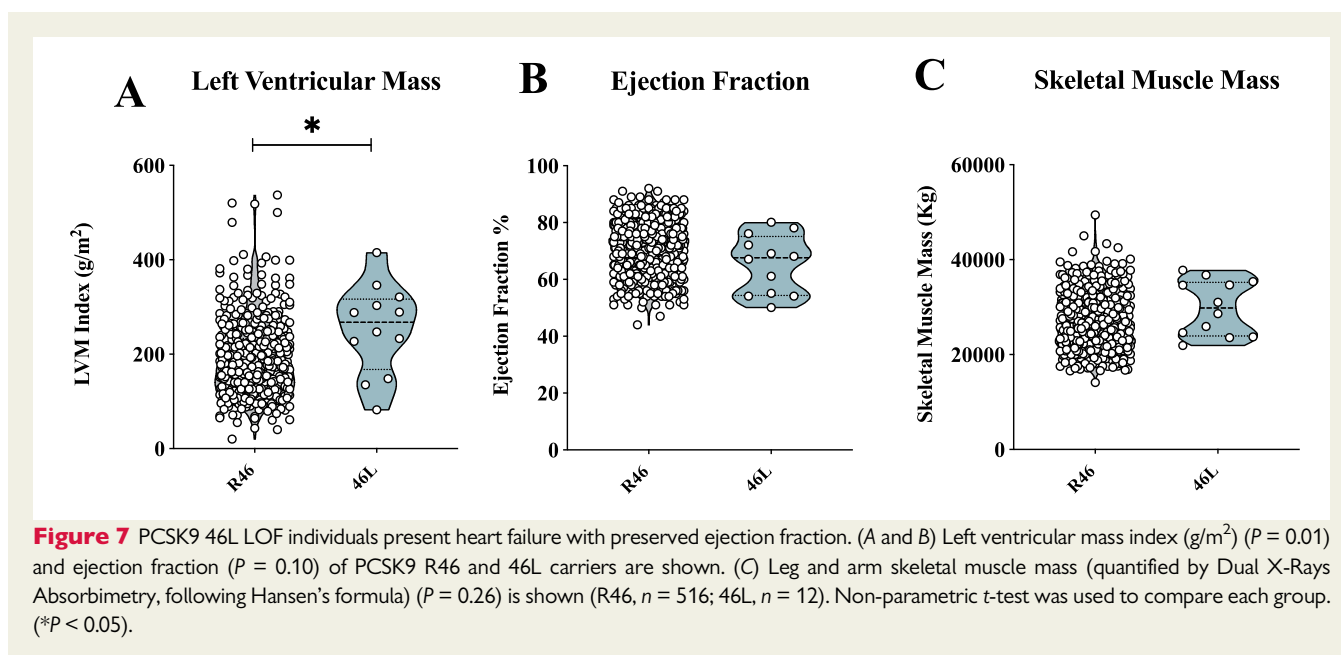 A
Left Ventricular Mass
*
LVM Index (g/m²)
600
400
200
0
R46
46L
B
Ejection Fraction
Ejection Fraction %
100
80
60
40
20
0
R46
46L
C
Skeletal Muscle Mass
Skeletal Muscle Mass (Kg)
60000
40000
20000
0
R46
46L
Figure 7 PCSK9 46L LOF individuals present heart failure with preserved ejection fraction. (A and B) Left ventricular mass index (g/m²) (P = 0.01)
and ejection fraction (P = 0.10) of PCSK9 R46 and 46L carriers are shown. (C) Leg and arm skeletal muscle mass (quantified by Dual X-Rays
Absorbimetry, following Hansen's formula) (P = 0.26) is shown (R46, n = 516; 46L, n = 12). Non-parametric t-test was used to compare each group.
(*P < 0.05).